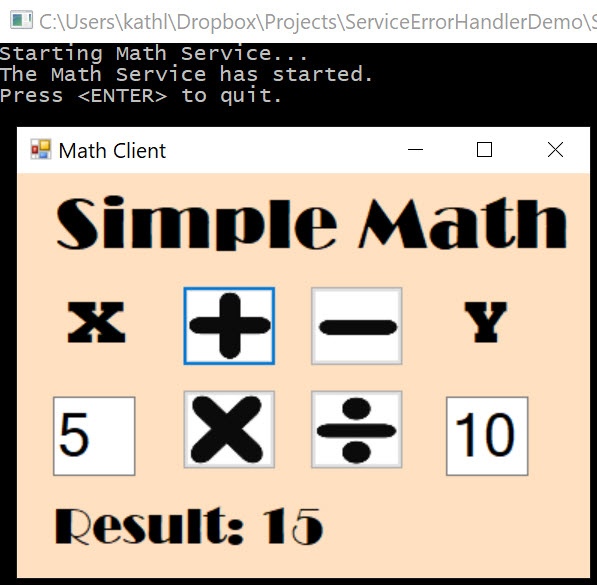 C:\Users\kathl\Dropbox\Projects\ServiceErrorHandlerDemo\S
Starting Math Service...
The Math Service has started.
Press <ENTER> to quit.
Math Client
Simple Math
X + − Y
5 × ÷ 10
Result: 15